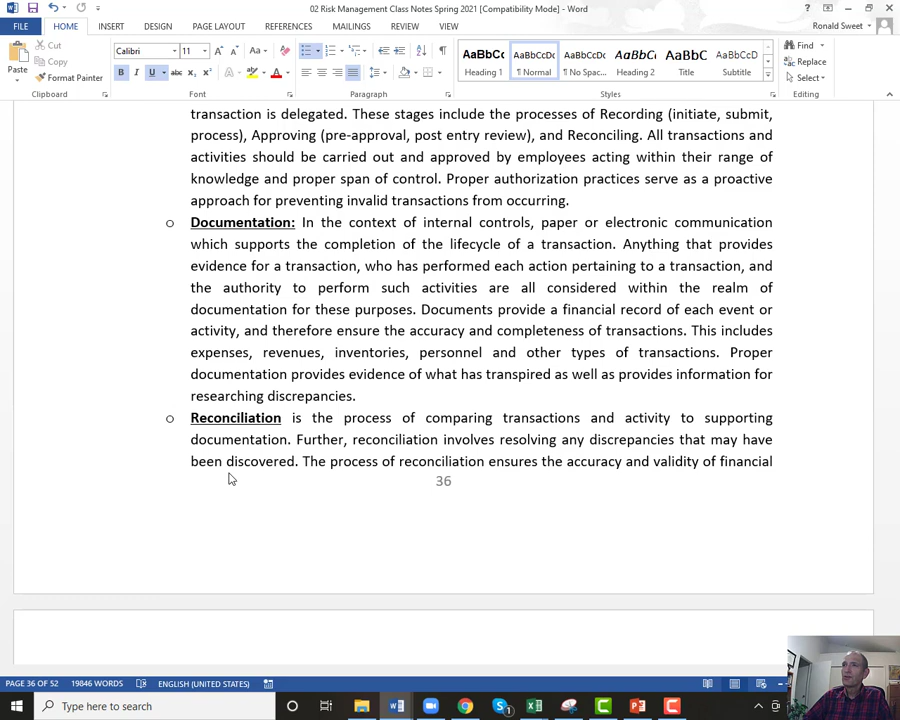 02 Risk Management Class Notes Spring 2021 [Compatibility Mode] - Word
FILE HOME INSERT DESIGN PAGE LAYOUT REFERENCES MAILINGS REVIEW VIEW Ronald Sweet
Cut
Copy
Paste
Format Painter
Clipboard
Calibri 11
B I U abc x₂ x² A
Aa
Font
Paragraph
AaBbCc AaBbCcDc AaBbCcDc AaBbCc AaBbC AaBbCcD
Heading 1 ¶ Normal ¶ No Spac... Heading 2 Title Subtitle
Styles
Find
Replace
Select
Editing
transaction is delegated. These stages include the processes of Recording (initiate, submit,
process), Approving (pre-approval, post entry review), and Reconciling. All transactions and
activities should be carried out and approved by employees acting within their range of
knowledge and proper span of control. Proper authorization practices serve as a proactive
approach for preventing invalid transactions from occurring.
o Documentation: In the context of internal controls, paper or electronic communication
which supports the completion of the lifecycle of a transaction. Anything that provides
evidence for a transaction, who has performed each action pertaining to a transaction, and
the authority to perform such activities are all considered within the realm of
documentation for these purposes. Documents provide a financial record of each event or
activity, and therefore ensure the accuracy and completeness of transactions. This includes
expenses, revenues, inventories, personnel and other types of transactions. Proper
documentation provides evidence of what has transpired as well as provides information for
researching discrepancies.
o Reconciliation is the process of comparing transactions and activity to supporting
documentation. Further, reconciliation involves resolving any discrepancies that may have
been discovered. The process of reconciliation ensures the accuracy and validity of financial
36
PAGE 36 OF 52 19846 WORDS ENGLISH (UNITED STATES)
Type here to search